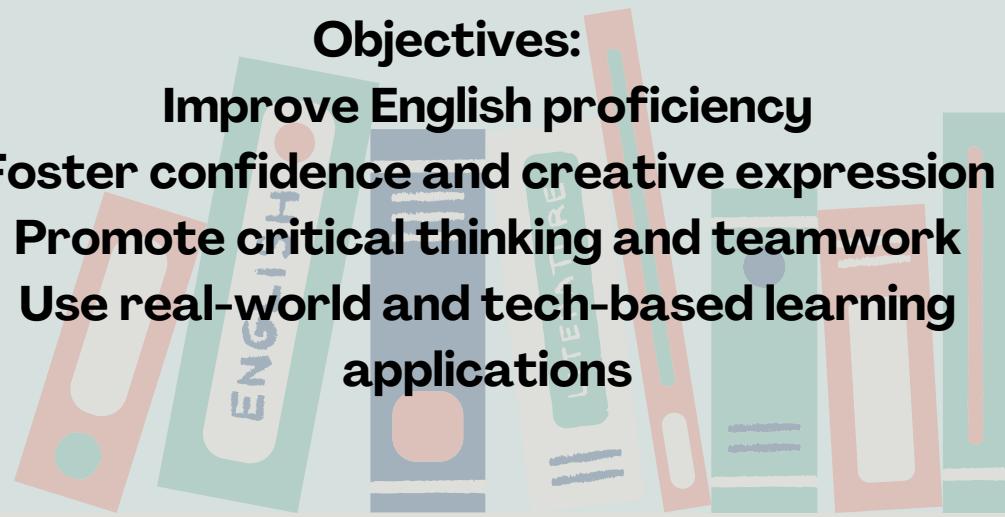 Objectives:
Improve English proficiency
Foster confidence and creative expression
Promote critical thinking and teamwork
Use real-world and tech-based learning
applications
ENGLISH
LITERATURE